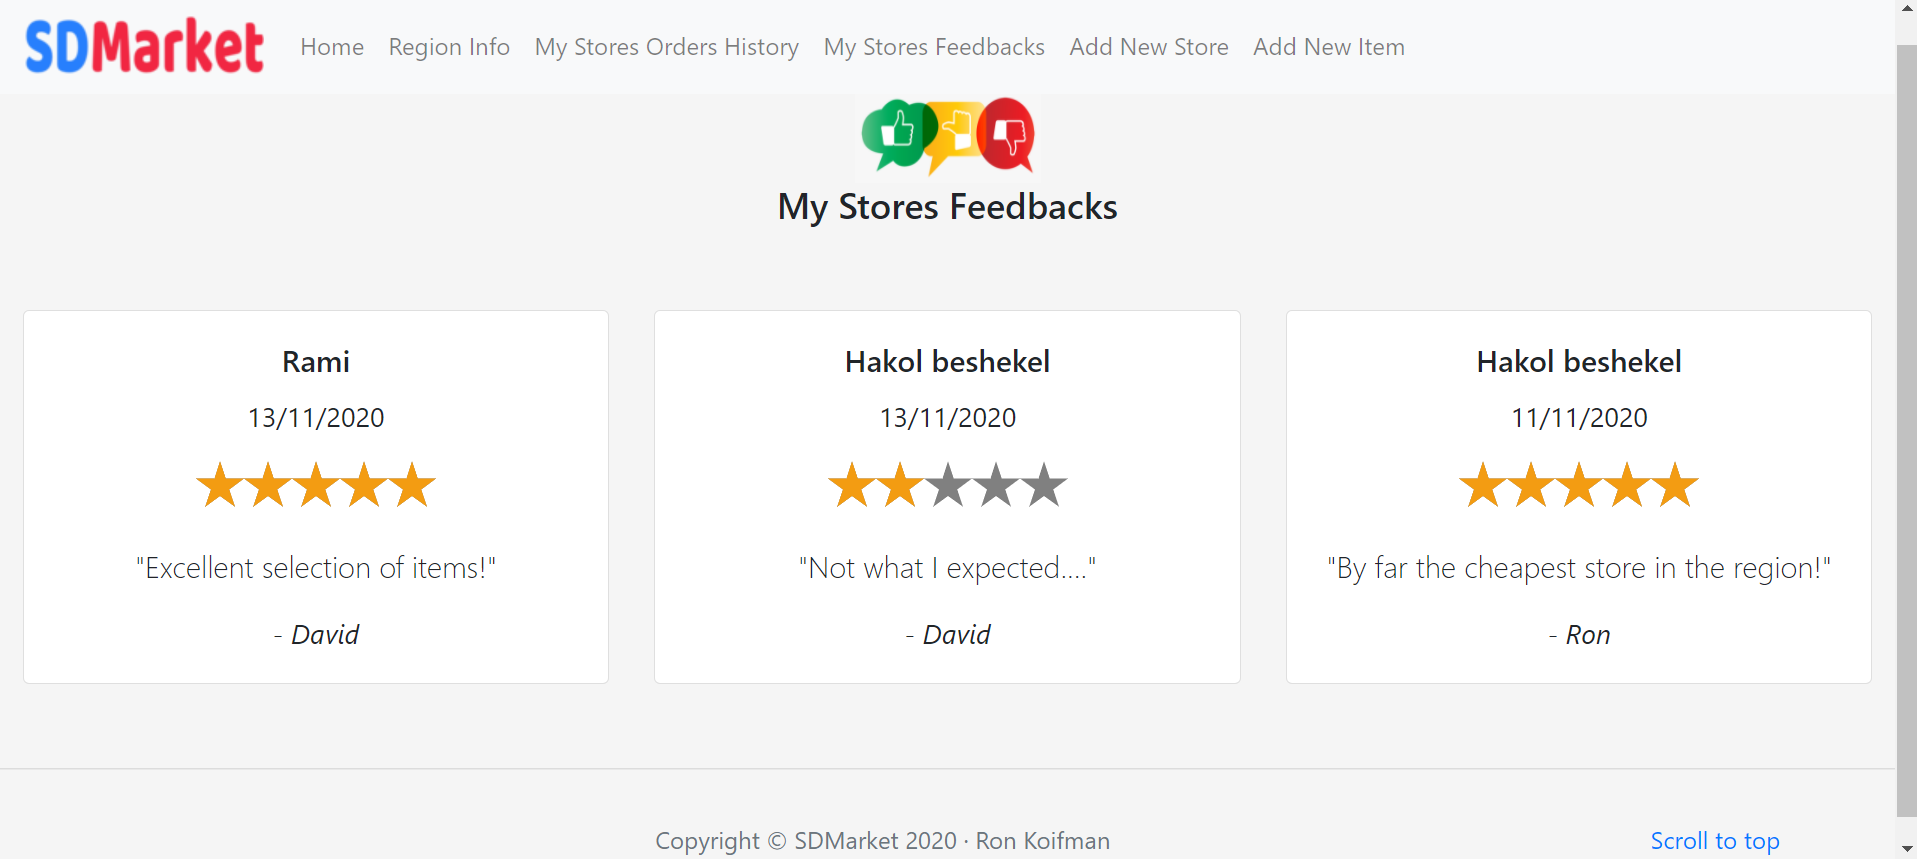 SDMarket Home Region Info My Stores Orders History My Stores Feedbacks Add New Store Add New Item
My Stores Feedbacks
Rami
13/11/2020
"Excellent selection of items!"
- David
Hakol beshekel
13/11/2020
"Not what I expected...."
- David
Hakol beshekel
11/11/2020
"By far the cheapest store in the region!"
- Ron
Copyright © SDMarket 2020 · Ron Koifman
Scroll to top